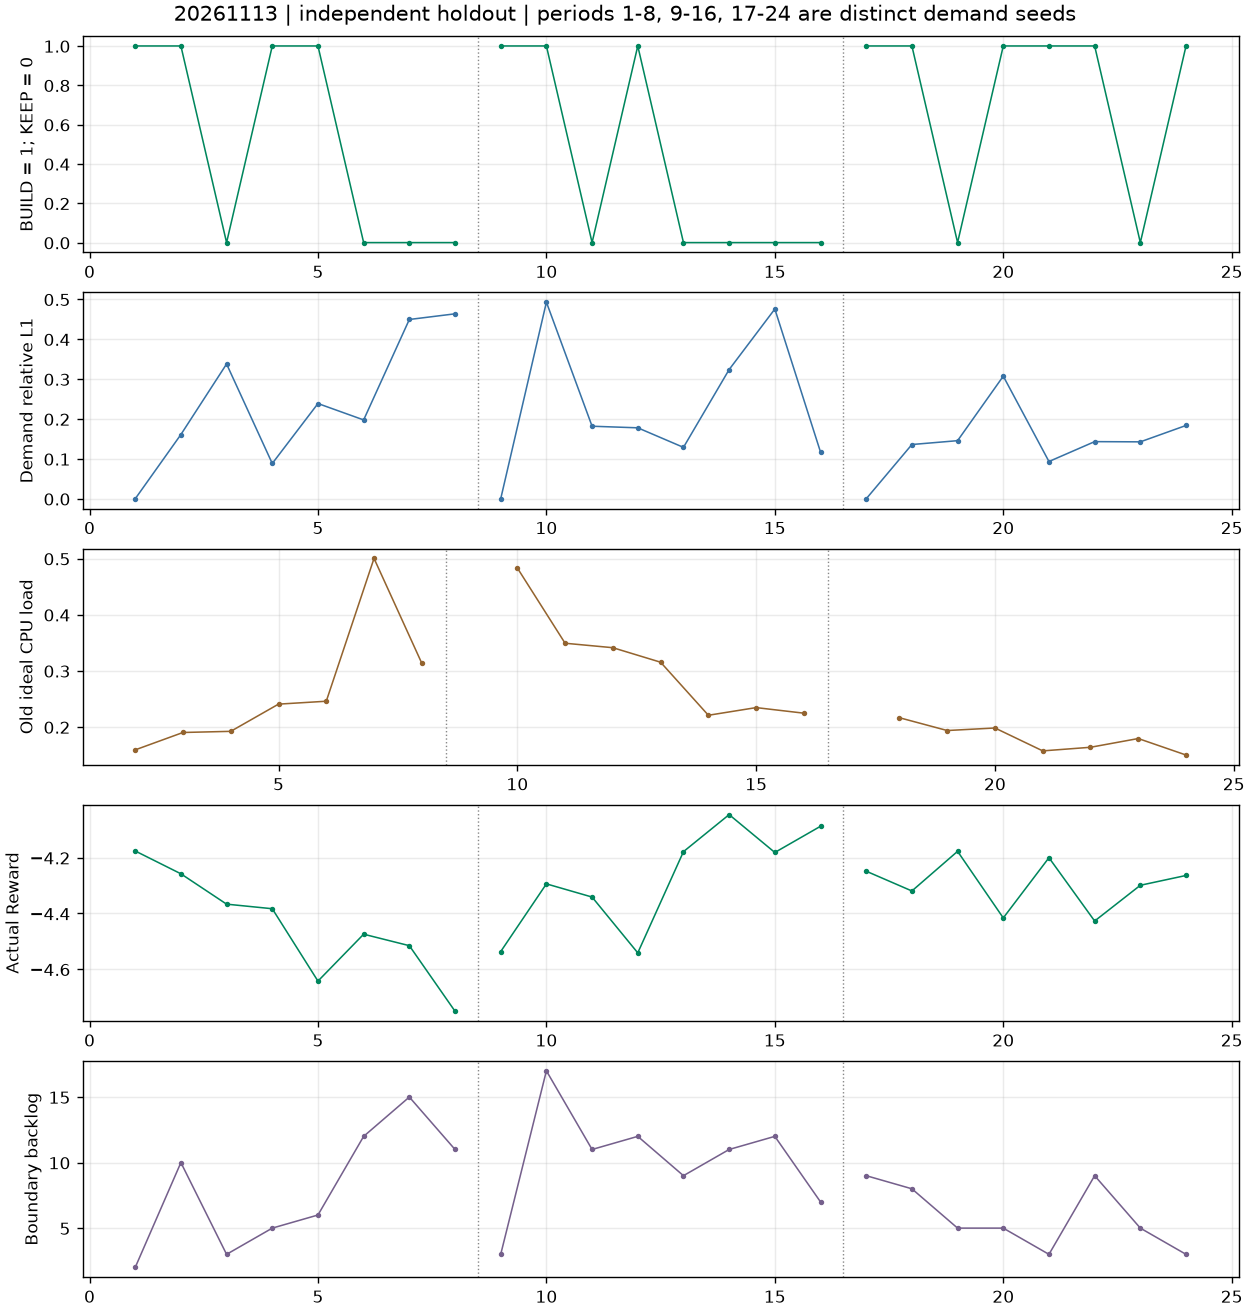 20261113 | independent holdout | periods 1-8, 9-16, 17-24 are distinct demand seeds
BUILD = 1; KEEP = 0
1.0
0.8
0.6
0.4
0.2
0.0
0 5 10 15 20 25
Demand relative L1
0.5
0.4
0.3
0.2
0.1
0.0
0 5 10 15 20 25
Old ideal CPU load
0.5
0.4
0.3
0.2
5 10 15 20 25
Actual Reward
−4.2
−4.4
−4.6
0 5 10 15 20 25
Boundary backlog
15
10
5
0 5 10 15 20 25